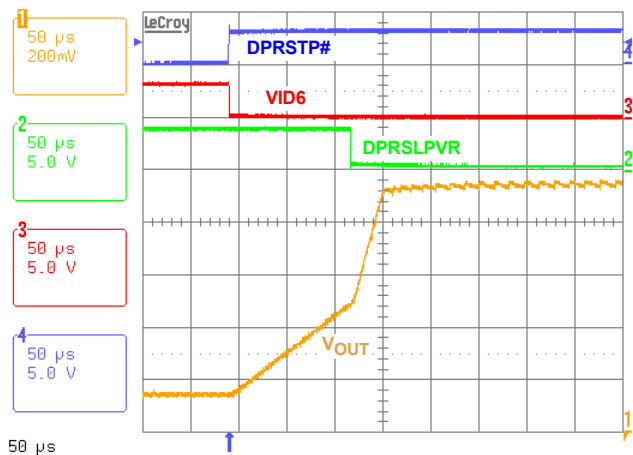 1
50 µs
200mV
2
50 µs
5.0 V
3
50 µs
5.0 V
4
50 µs
5.0 V
50 µs
LeCroy
DPRSTP#
4
VID6
3
DPRSLPVR
2
VOUT
1